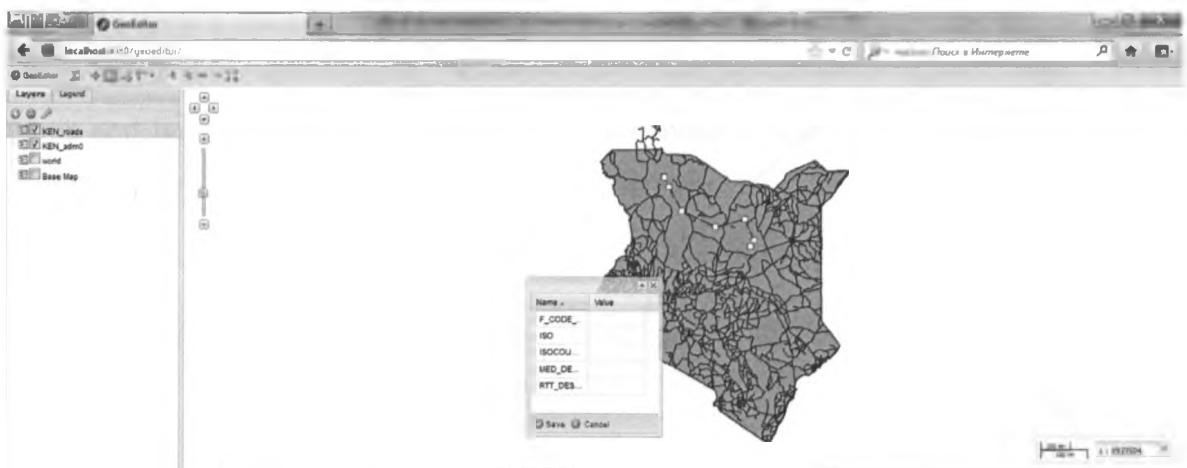 GeoEditor
Поиск в Интернете
GeoEditor
Layers Legend
KEN_roads
KEN_adm0
world
Base Map
Name Value
F_CODE_...
ISO
ISOCOU...
MED_DE...
RTT_DES...
Save Cancel